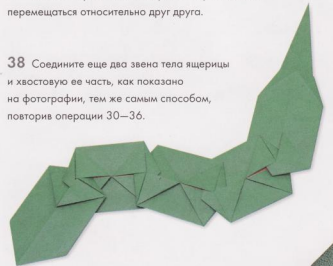 перемещаться относительно друг друга.
38 Соедините еще два звена тела ящерицы
и хвостовую ее часть, как показано
на фотографии, тем же самым способом,
повторив операции 30—36.